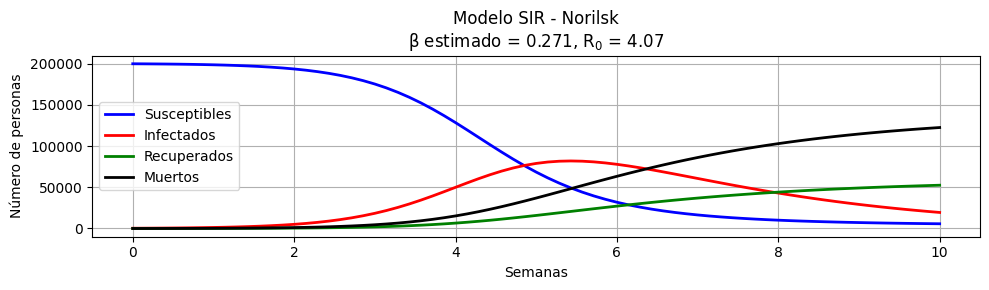 Modelo SIR - Norilsk
β estimado = 0.271, R₀ = 4.07
Número de personas
200000
150000
100000
50000
0
Susceptibles
Infectados
Recuperados
Muertos
0 2 4 6 8 10
Semanas